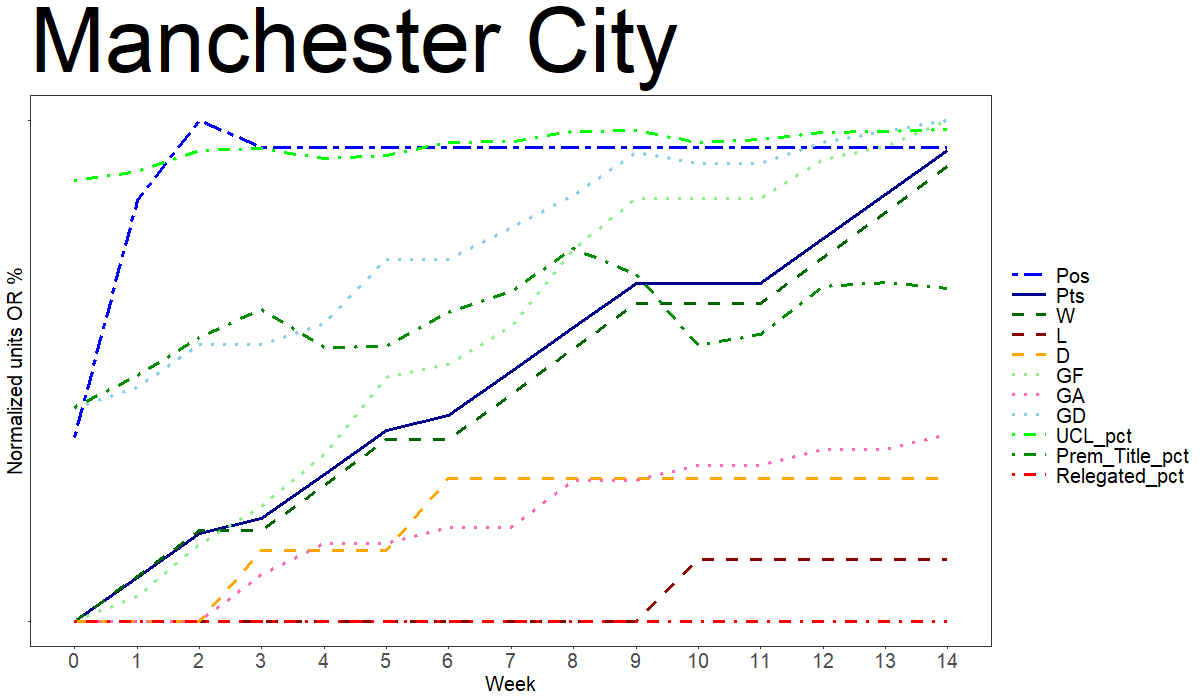 Manchester City
Normalized units OR %
Pos
Pts
W
L
D
GF
GA
GD
UCL_pct
Prem_Title_pct
Relegated_pct
0 1 2 3 4 5 6 7 8 9 10 11 12 13 14
Week